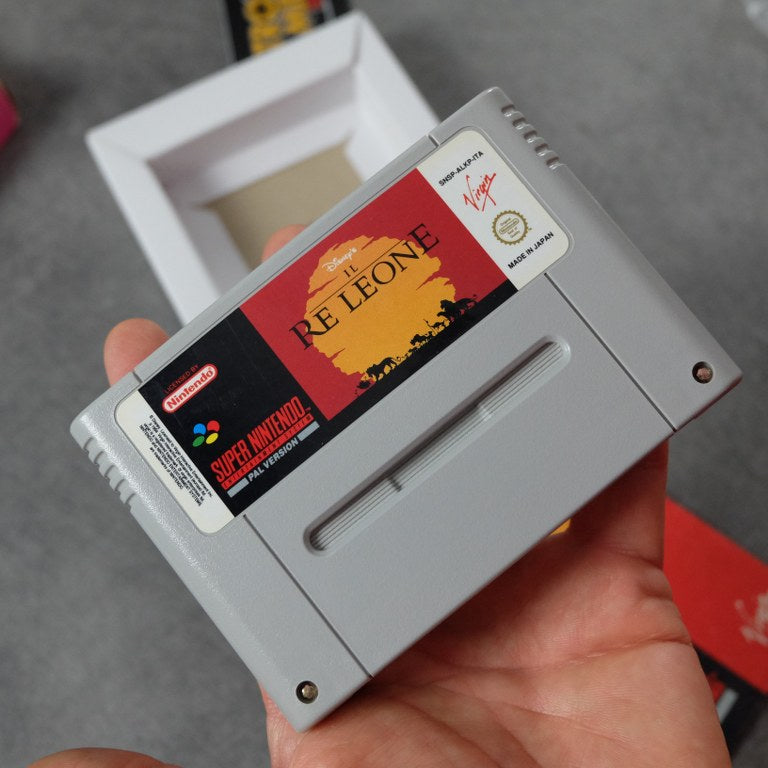 SNSP-ALKP-ITA
Virgin
MADE IN JAPAN
Disney's
IL
RE LEONE
LICENSED BY
Nintendo
SUPER NINTENDO
ENTERTAINMENT SYSTEM
PAL VERSION
Virgin